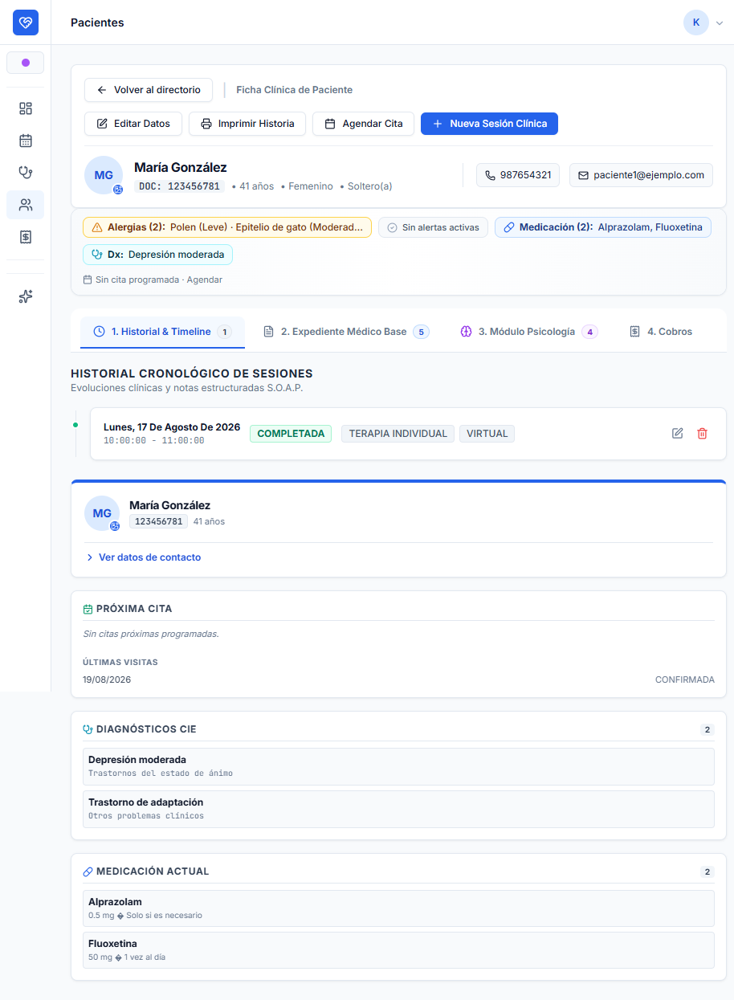 Pacientes
K
Volver al directorio
Ficha Clínica de Paciente
Editar Datos
Imprimir Historia
Agendar Cita
Nueva Sesión Clínica
MG
María González
DOC: 123456781 • 41 años • Femenino • Soltero(a)
987654321
paciente1@ejemplo.com
Alergias (2): Polen (Leve) · Epitelio de gato (Moderad...
Sin alertas activas
Medicación (2): Alprazolam, Fluoxetina
Dx: Depresión moderada
Sin cita programada · Agendar
1. Historial & Timeline 1
2. Expediente Médico Base 5
3. Módulo Psicología 4
4. Cobros
HISTORIAL CRONOLÓGICO DE SESIONES
Evoluciones clínicas y notas estructuradas S.O.A.P.
Lunes, 17 De Agosto De 2026
10:00:00 - 11:00:00
COMPLETADA
TERAPIA INDIVIDUAL
VIRTUAL
MG
María González
123456781 41 años
Ver datos de contacto
PRÓXIMA CITA
Sin citas próximas programadas.
ÚLTIMAS VISITAS
19/08/2026 CONFIRMADA
DIAGNÓSTICOS CIE 2
Depresión moderada
Trastornos del estado de ánimo
Trastorno de adaptación
Otros problemas clínicos
MEDICACIÓN ACTUAL 2
Alprazolam
0.5 mg � Solo si es necesario
Fluoxetina
50 mg � 1 vez al día